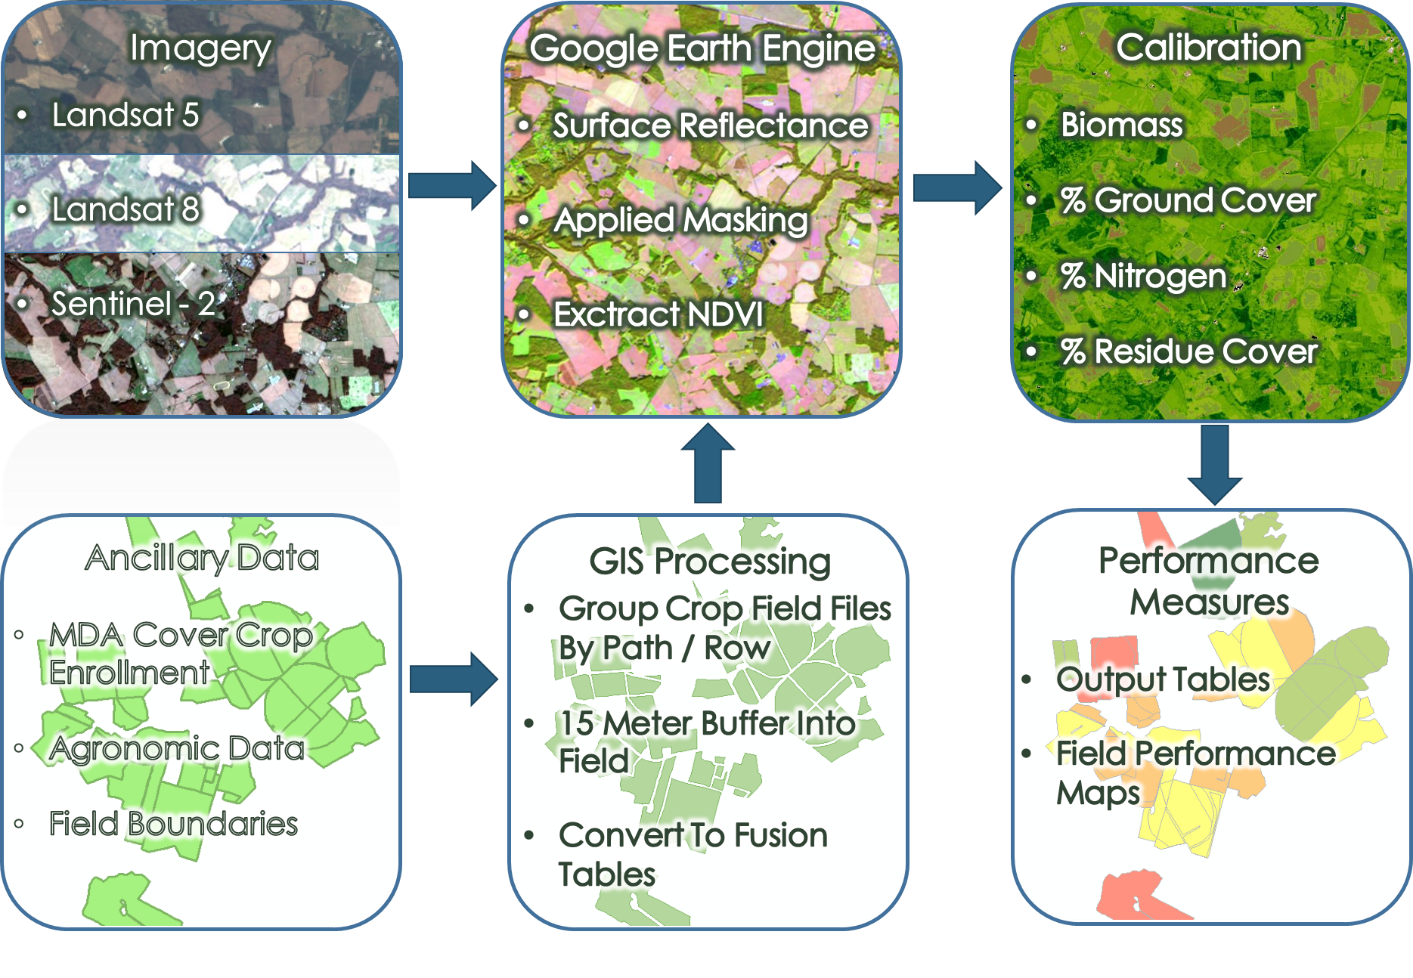 Imagery
• Landsat 5
• Landsat 8
• Sentinel - 2
Google Earth Engine
• Surface Reflectance
• Applied Masking
• Exctract NDVI
Calibration
• Biomass
• % Ground Cover
• % Nitrogen
• % Residue Cover
Ancillary Data
◦ MDA Cover Crop
Enrollment
◦ Agronomic Data
◦ Field Boundaries
GIS Processing
• Group Crop Field Files
By Path / Row
• 15 Meter Buffer Into
Field
• Convert To Fusion
Tables
Performance
Measures
• Output Tables
• Field Performance
Maps